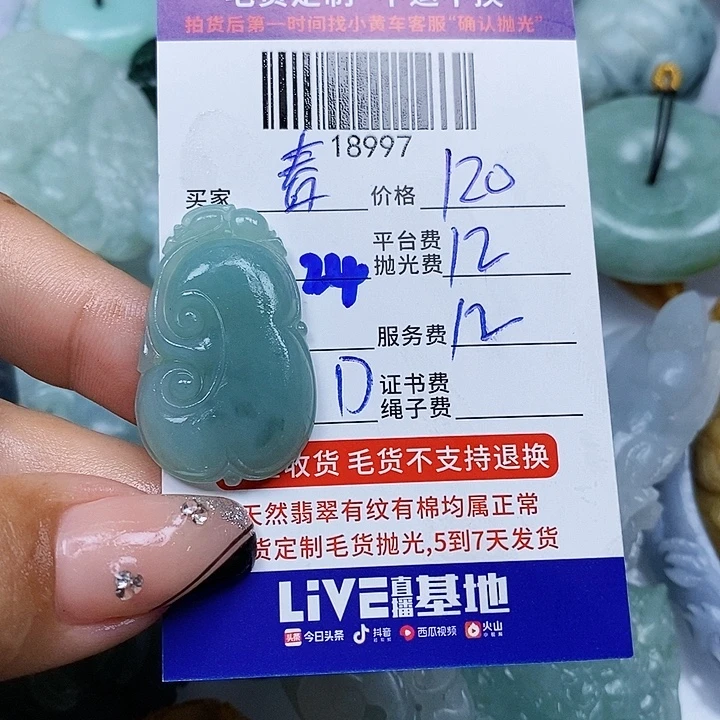 拍货后第一时间找小黄车客服“确认抛光”
18997
买家 春 价格 120
平台费
抛光费 12
24
服务费 12
D 证书费
绳子费
收货 毛货不支持退换
天然翡翠有纹有棉均属正常
货定制毛货抛光,5到7天发货
LiVE直播基地
头条 今日头条 抖音 西瓜视频 火山